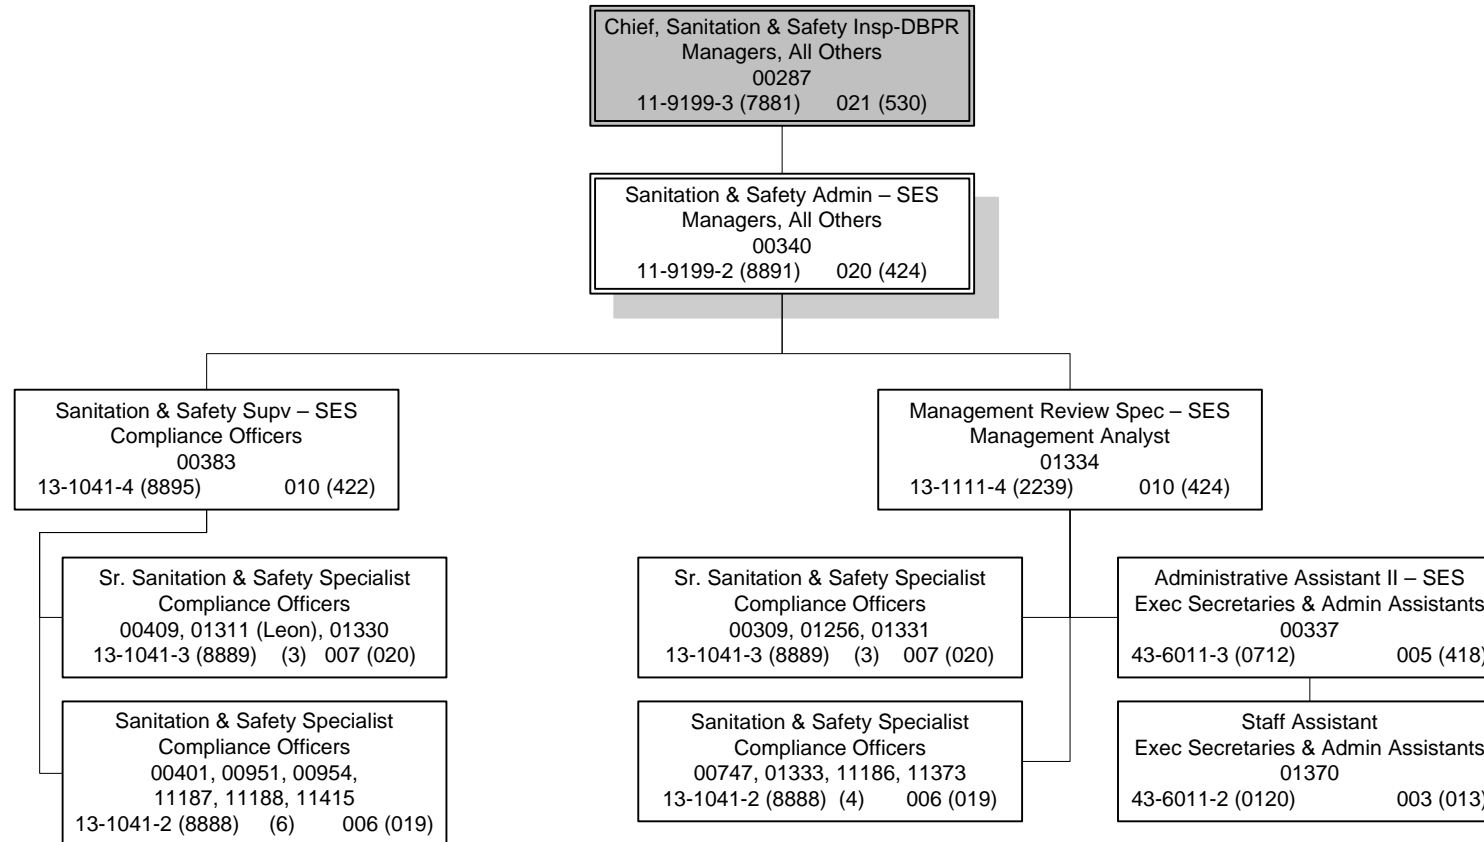 Chief, Sanitation & Safety Insp-DBPR
Managers, All Others
00287
11-9199-3 (7881) 021 (530)
Sanitation & Safety Admin – SES
Managers, All Others
00340
11-9199-2 (8891) 020 (424)
Sanitation & Safety Supv – SES
Compliance Officers
00383
13-1041-4 (8895) 010 (422)
Management Review Spec – SES
Management Analyst
01334
13-1111-4 (2239) 010 (424)
Sr. Sanitation & Safety Specialist
Compliance Officers
00409, 01311 (Leon), 01330
13-1041-3 (8889) (3) 007 (020)
Sanitation & Safety Specialist
Compliance Officers
00401, 00951, 00954,
11187, 11188, 11415
13-1041-2 (8888) (6) 006 (019)
Sr. Sanitation & Safety Specialist
Compliance Officers
00309, 01256, 01331
13-1041-3 (8889) (3) 007 (020)
Sanitation & Safety Specialist
Compliance Officers
00747, 01333, 11186, 11373
13-1041-2 (8888) (4) 006 (019)
Administrative Assistant II – SES
Exec Secretaries & Admin Assistants
00337
43-6011-3 (0712) 005 (418)
Staff Assistant
Exec Secretaries & Admin Assistants
01370
43-6011-2 (0120) 003 (013)